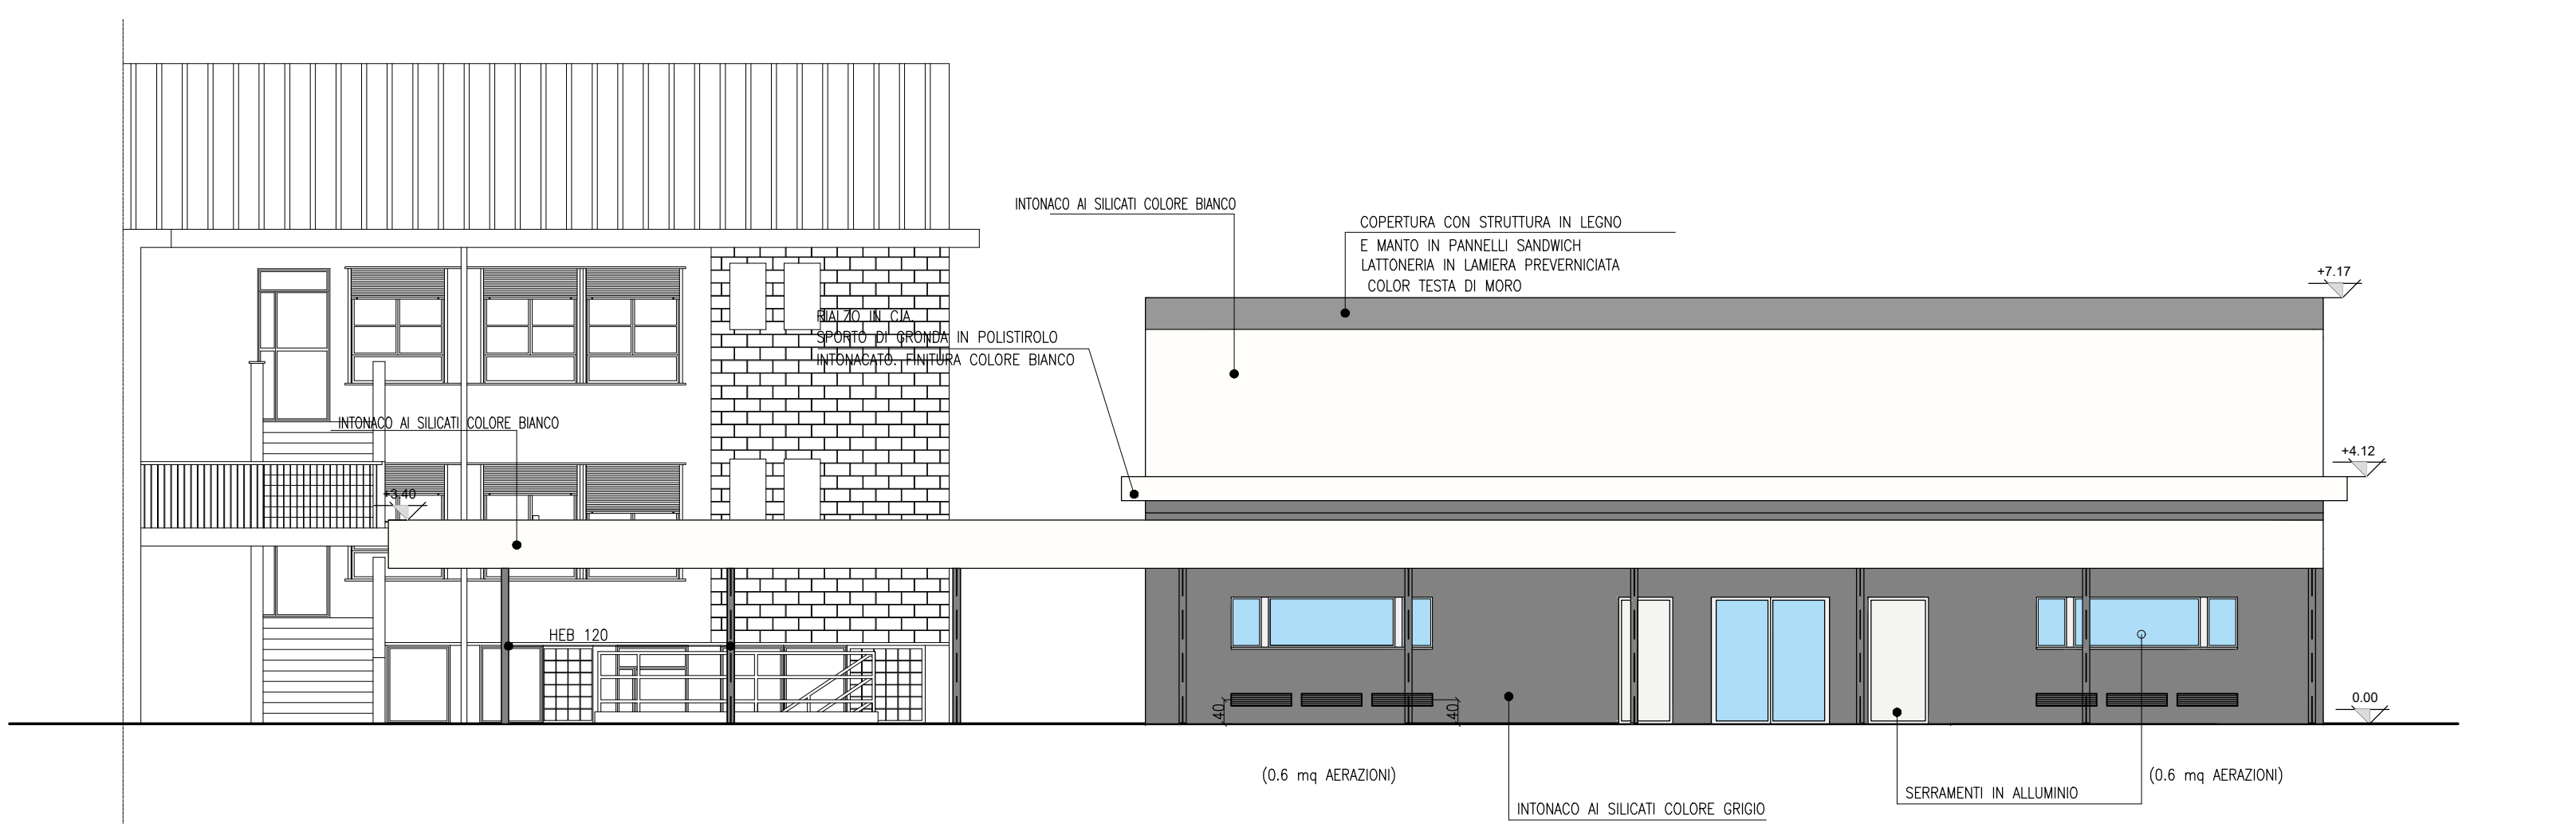 INTONACO AI SILICATI COLORE BIANCO
COPERTURA CON STRUTTURA IN LEGNO
E MANTO IN PANNELLI SANDWICH
LATTONERIA IN LAMIERA PREVERNICIATA
COLOR TESTA DI MORO
+7.17
RIALZO IN C.A.
SPORTO DI GRONDA IN POLISTIROLO
INTONACATO. FINITURA COLORE BIANCO
INTONACO AI SILICATI COLORE BIANCO
+4.12
+3.40
HEB 120
40
40
0.00
(0.6 mq AERAZIONI)
(0.6 mq AERAZIONI)
SERRAMENTI IN ALLUMINIO
INTONACO AI SILICATI COLORE GRIGIO